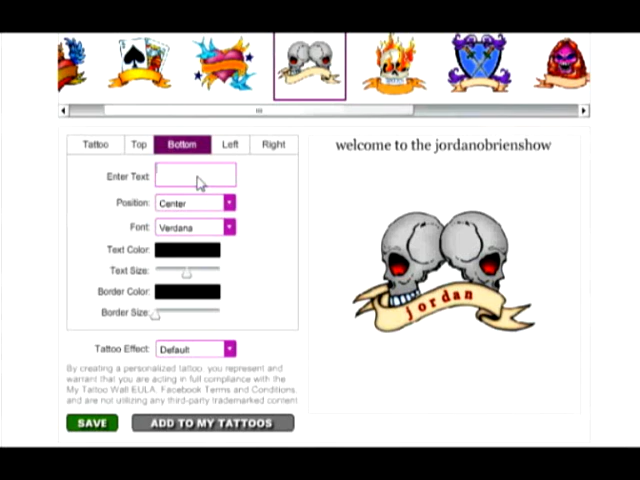 Tattoo Top Bottom Left Right
welcome to the jordanobrienshow
Enter Text:
Position: Center
Font: Verdana
Text Color:
Text Size:
Border Color:
Border Size:
jordan
Tattoo Effect: Default
By creating a personalized tattoo, you represent and
warrant that you are acting in full compliance with the
My Tattoo Wall EULA, Facebook Terms and Conditions,
and are not utilizing any third-party trademarked content
SAVE ADD TO MY TATTOOS